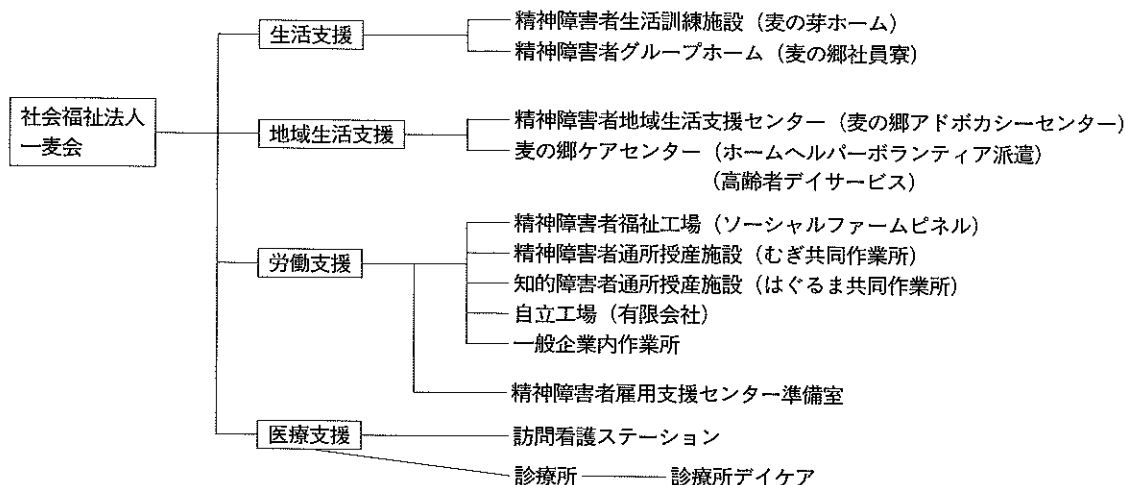 社会福祉法人
一麦会
生活支援
精神障害者生活訓練施設（麦の芽ホーム）
精神障害者グループホーム（麦の郷社員寮）
地域生活支援
精神障害者地域生活支援センター（麦の郷アドボカシーセンター）
麦の郷ケアセンター（ホームヘルパーボランティア派遣）
（高齢者デイサービス）
労働支援
精神障害者福祉工場（ソーシャルファームピネル）
精神障害者通所授産施設（むぎ共同作業所）
知的障害者通所授産施設（はぐるま共同作業所）
自立工場（有限会社）
一般企業内作業所
精神障害者雇用支援センター準備室
医療支援
訪問看護ステーション
診療所
診療所デイケア